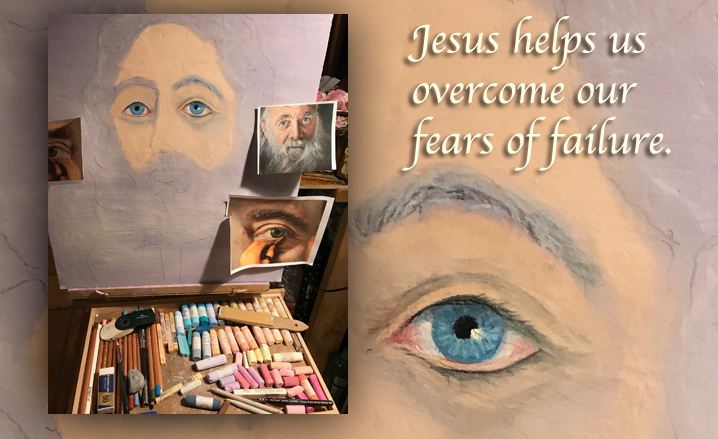 Jesus helps us
overcome our
fears of failure.